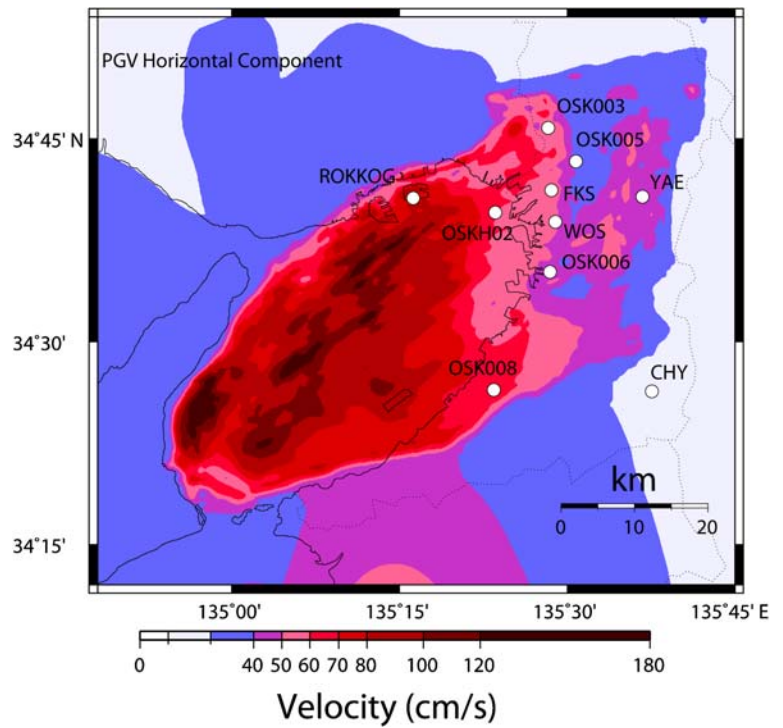 PGV Horizontal Component
OSK003
34°45' N
OSK005
ROKKOG
YAE
FKS
OSKH02
WOS
OSK006
34°30'
OSK008
CHY
km
0 10 20
34°15'
135°00' 135°15' 135°30' 135°45' E
0 40 50 60 70 80 100 120 180
Velocity (cm/s)